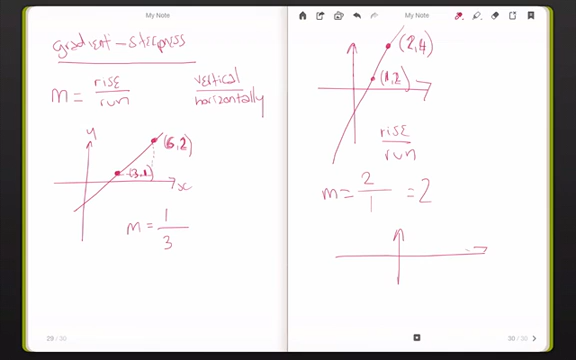 My Note
My Note
gradient - steepness
m = rise/run
vertical/horizontally
y
(6,2)
(3,1)
x
m = 1/3
29 / 30
(2,4)
(1,2)
rise/run
m = 2/1 = 2
30 / 30